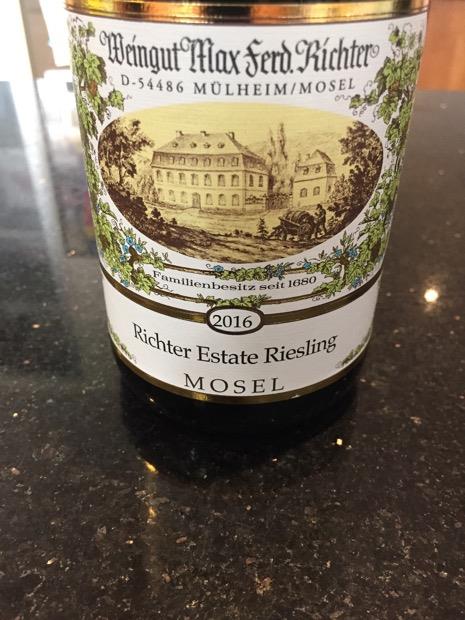 Weingut Max Ferd. Richter
D-54486 MÜLHEIM/MOSEL
Familienbesitz seit 1680
2016
Richter Estate Riesling
MOSEL